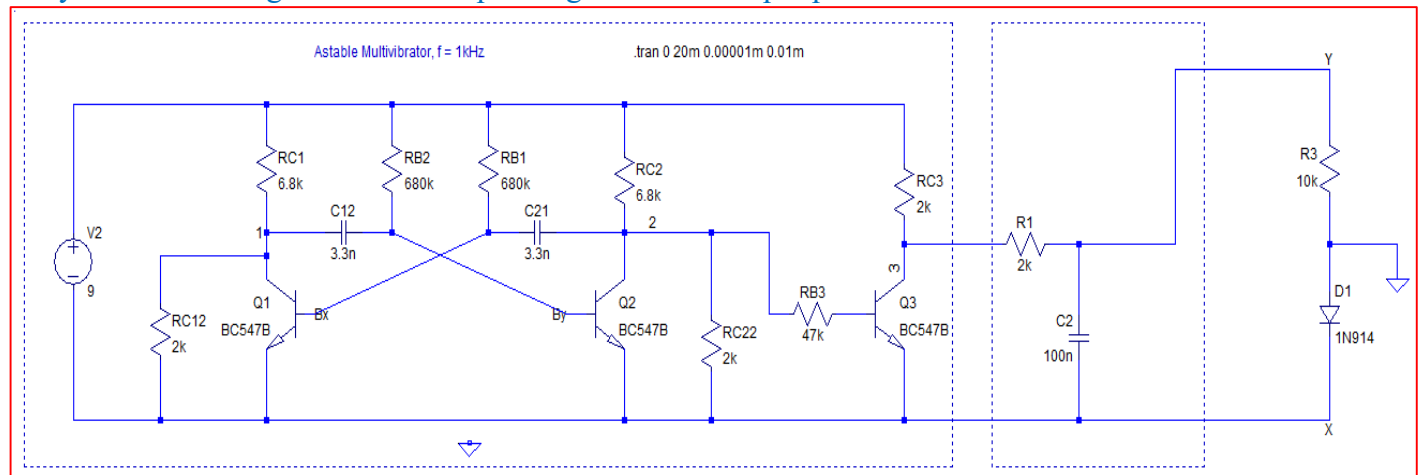 Astable Multivibrator, f = 1kHz
.tran 0 20m 0.00001m 0.01m
Y
RC1
6.8k
RB2
680k
RB1
680k
RC2
6.8k
RC3
2k
R3
10k
V2
9
1
C12
3.3n
C21
3.3n
2
R1
2k
3
RC12
2k
Q1
BC547B
Bx
By
Q2
BC547B
RC22
2k
RB3
47k
Q3
BC547B
C2
100n
D1
1N914
X